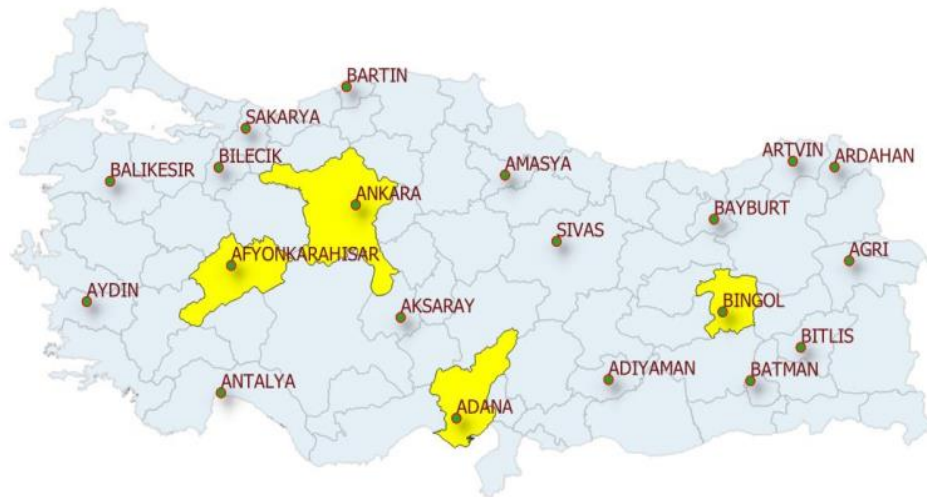 BARTIN
SAKARYA
BILECIK
BALIKESIR
AMASYA
ARTVIN
ARDAHAN
ANKARA
BAYBURT
SIVAS
AFYONKARAHISAR
AGRI
AYDIN
BINGOL
AKSARAY
BITLIS
ADIYAMAN
BATMAN
ANTALYA
ADANA